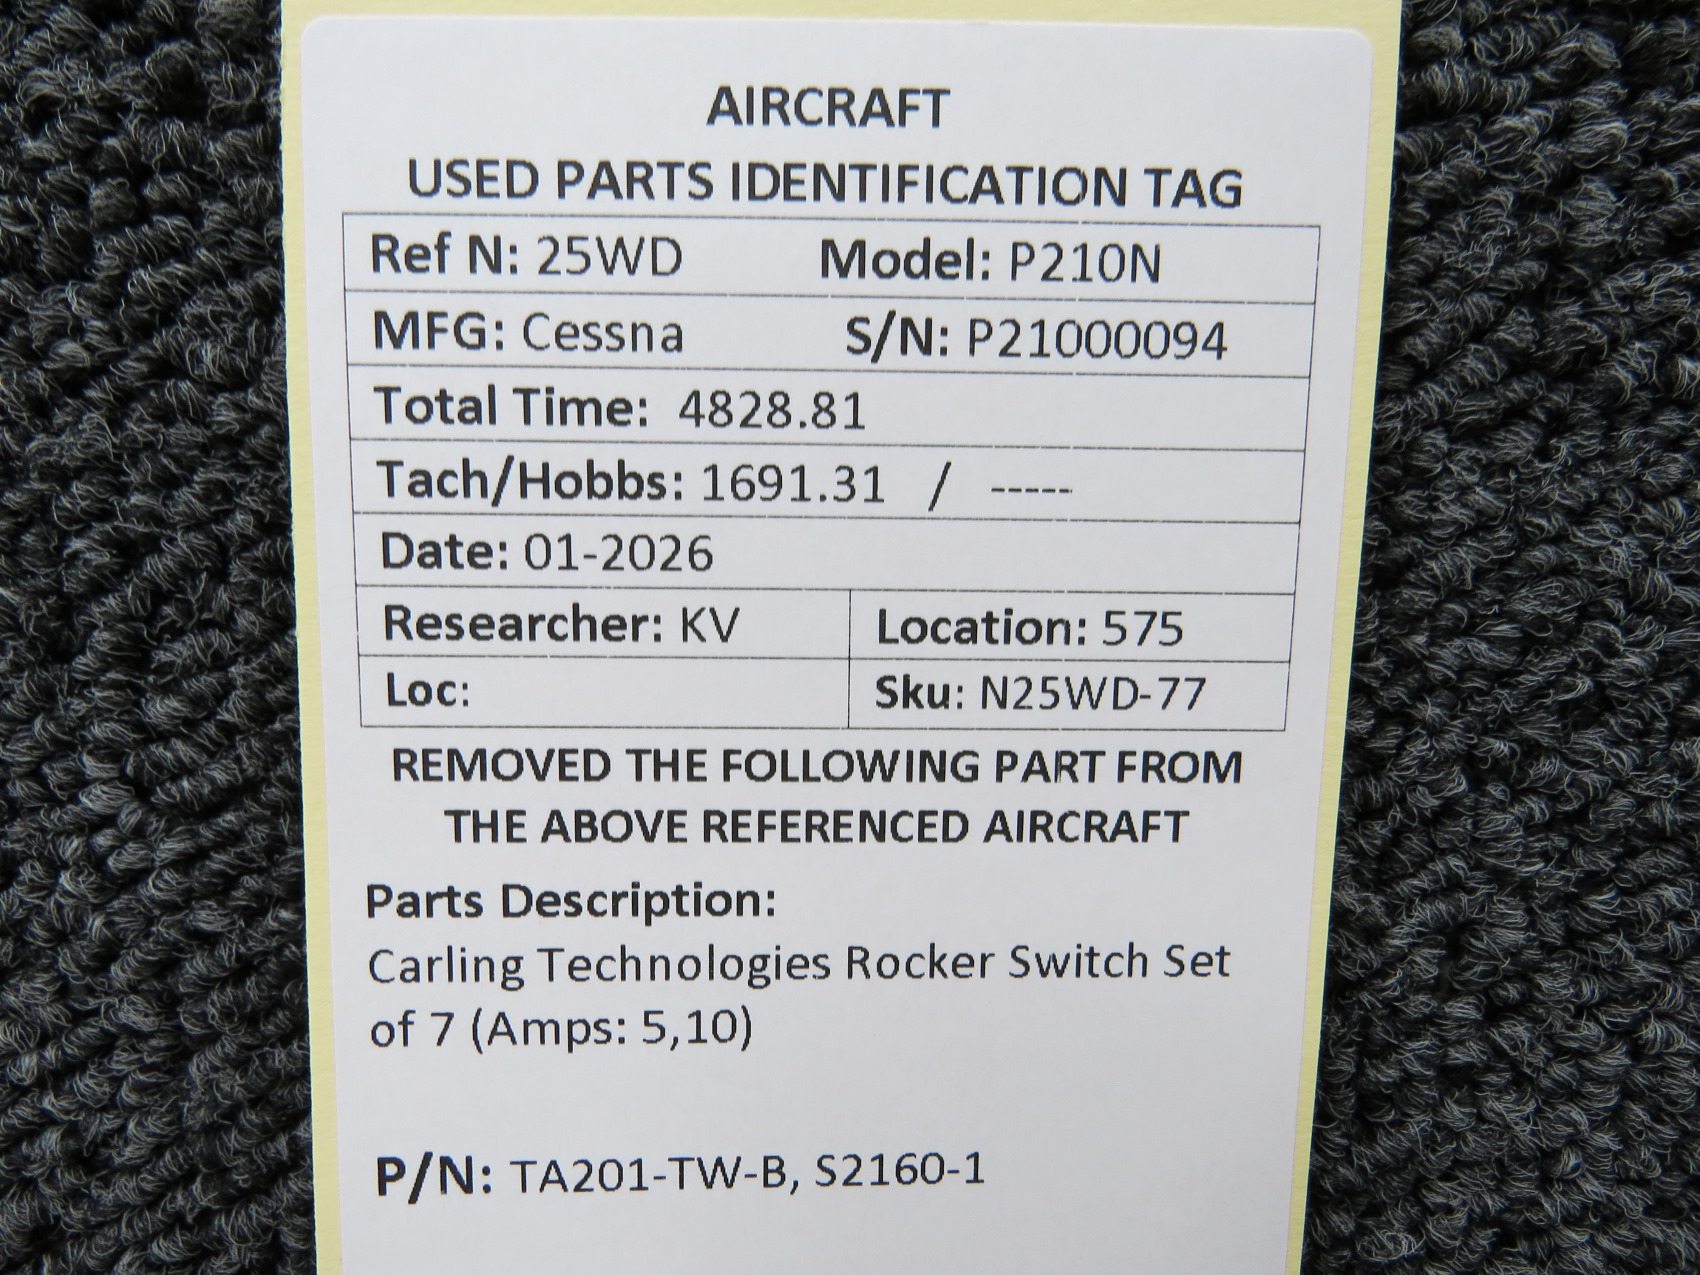 AIRCRAFT
USED PARTS IDENTIFICATION TAG
Ref N: 25WD Model: P210N
MFG: Cessna S/N: P21000094
Total Time: 4828.81
Tach/Hobbs: 1691.31 / -----
Date: 01-2026
Researcher: KV Location: 575
Loc: Sku: N25WD-77
REMOVED THE FOLLOWING PART FROM
THE ABOVE REFERENCED AIRCRAFT
Parts Description:
Carling Technologies Rocker Switch Set
of 7 (Amps: 5,10)
P/N: TA201-TW-B, S2160-1